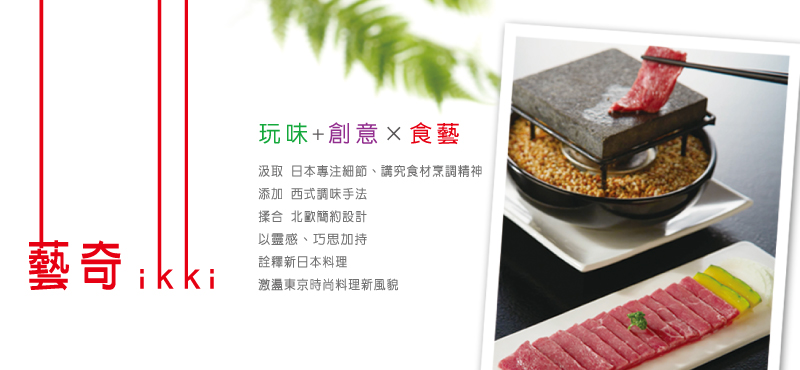 玩味+創意×食藝
汲取 日本專注細節、講究食材烹調精神
添加 西式調味手法
揉合 北歐簡約設計
以靈感、巧思加持
詮釋新日本料理
激盪東京時尚料理新風貌
藝奇 ikki